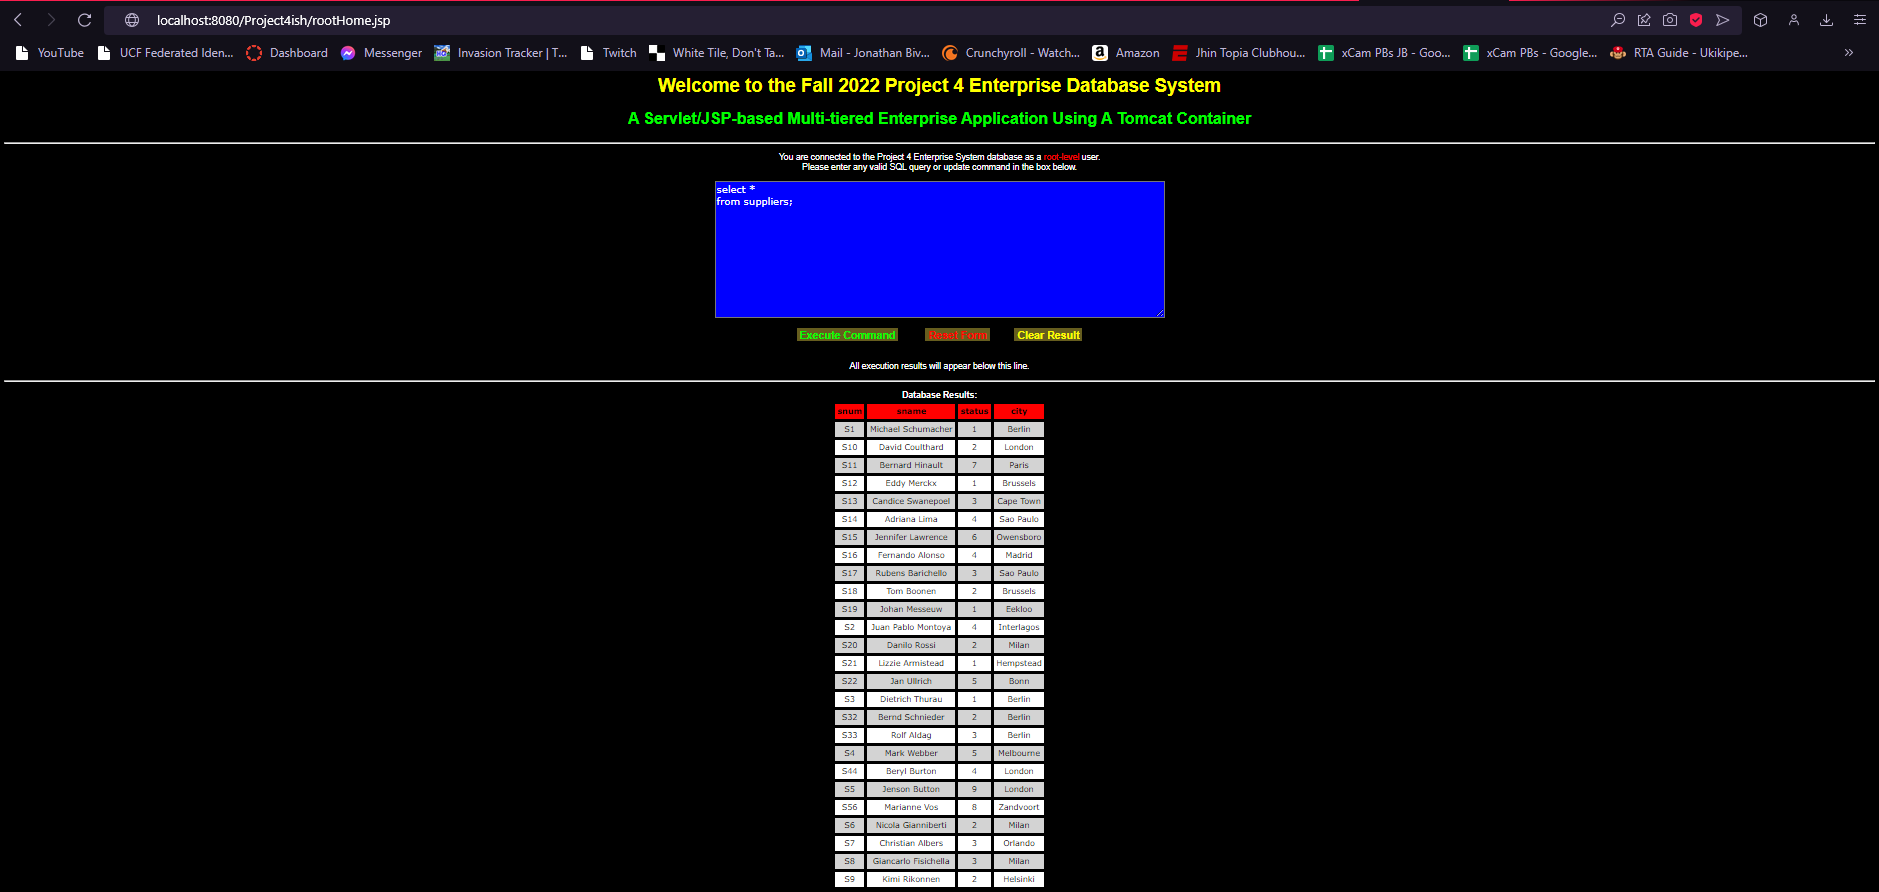 localhost:8080/Project4ish/rootHome.jsp
YouTube UCF Federated Iden... Dashboard Messenger Invasion Tracker | T... Twitch White Tile, Don't Ta... Mail - Jonathan Biv... Crunchyroll - Watch... Amazon Jhin Topia Clubhou... xCam PBs JB - Goo... xCam PBs - Google... RTA Guide - Ukikipe... »
Welcome to the Fall 2022 Project 4 Enterprise Database System
A Servlet/JSP-based Multi-tiered Enterprise Application Using A Tomcat Container
You are connected to the Project 4 Enterprise System database as a root-level user.
Please enter any valid SQL query or update command in the box below.
select *
from suppliers;
Execute Command Reset Form Clear Result
All execution results will appear below this line.
Database Results:
snum sname status city
S1 Michael Schumacher 1 Berlin
S10 David Coulthard 2 London
S11 Bernard Hinault 7 Paris
S12 Eddy Merckx 1 Brussels
S13 Candice Swanepoel 3 Cape Town
S14 Adriana Lima 4 Sao Paulo
S15 Jennifer Lawrence 6 Owensboro
S16 Fernando Alonso 4 Madrid
S17 Rubens Barichello 3 Sao Paulo
S18 Tom Boonen 2 Brussels
S19 Johan Messeuw 1 Eekloo
S2 Juan Pablo Montoya 4 Interlagos
S20 Danilo Rossi 2 Milan
S21 Lizzie Armistead 1 Hempstead
S22 Jan Ullrich 5 Bonn
S3 Dietrich Thurau 1 Berlin
S32 Bernd Schnieder 2 Berlin
S33 Rolf Aldag 3 Berlin
S4 Mark Webber 5 Melbourne
S44 Beryl Burton 4 London
S5 Jenson Button 9 London
S56 Marianne Vos 8 Zandvoort
S6 Nicola Gianniberti 2 Milan
S7 Christian Albers 3 Orlando
S8 Giancarlo Fisichella 3 Milan
S9 Kimi Rikonnen 2 Helsinki